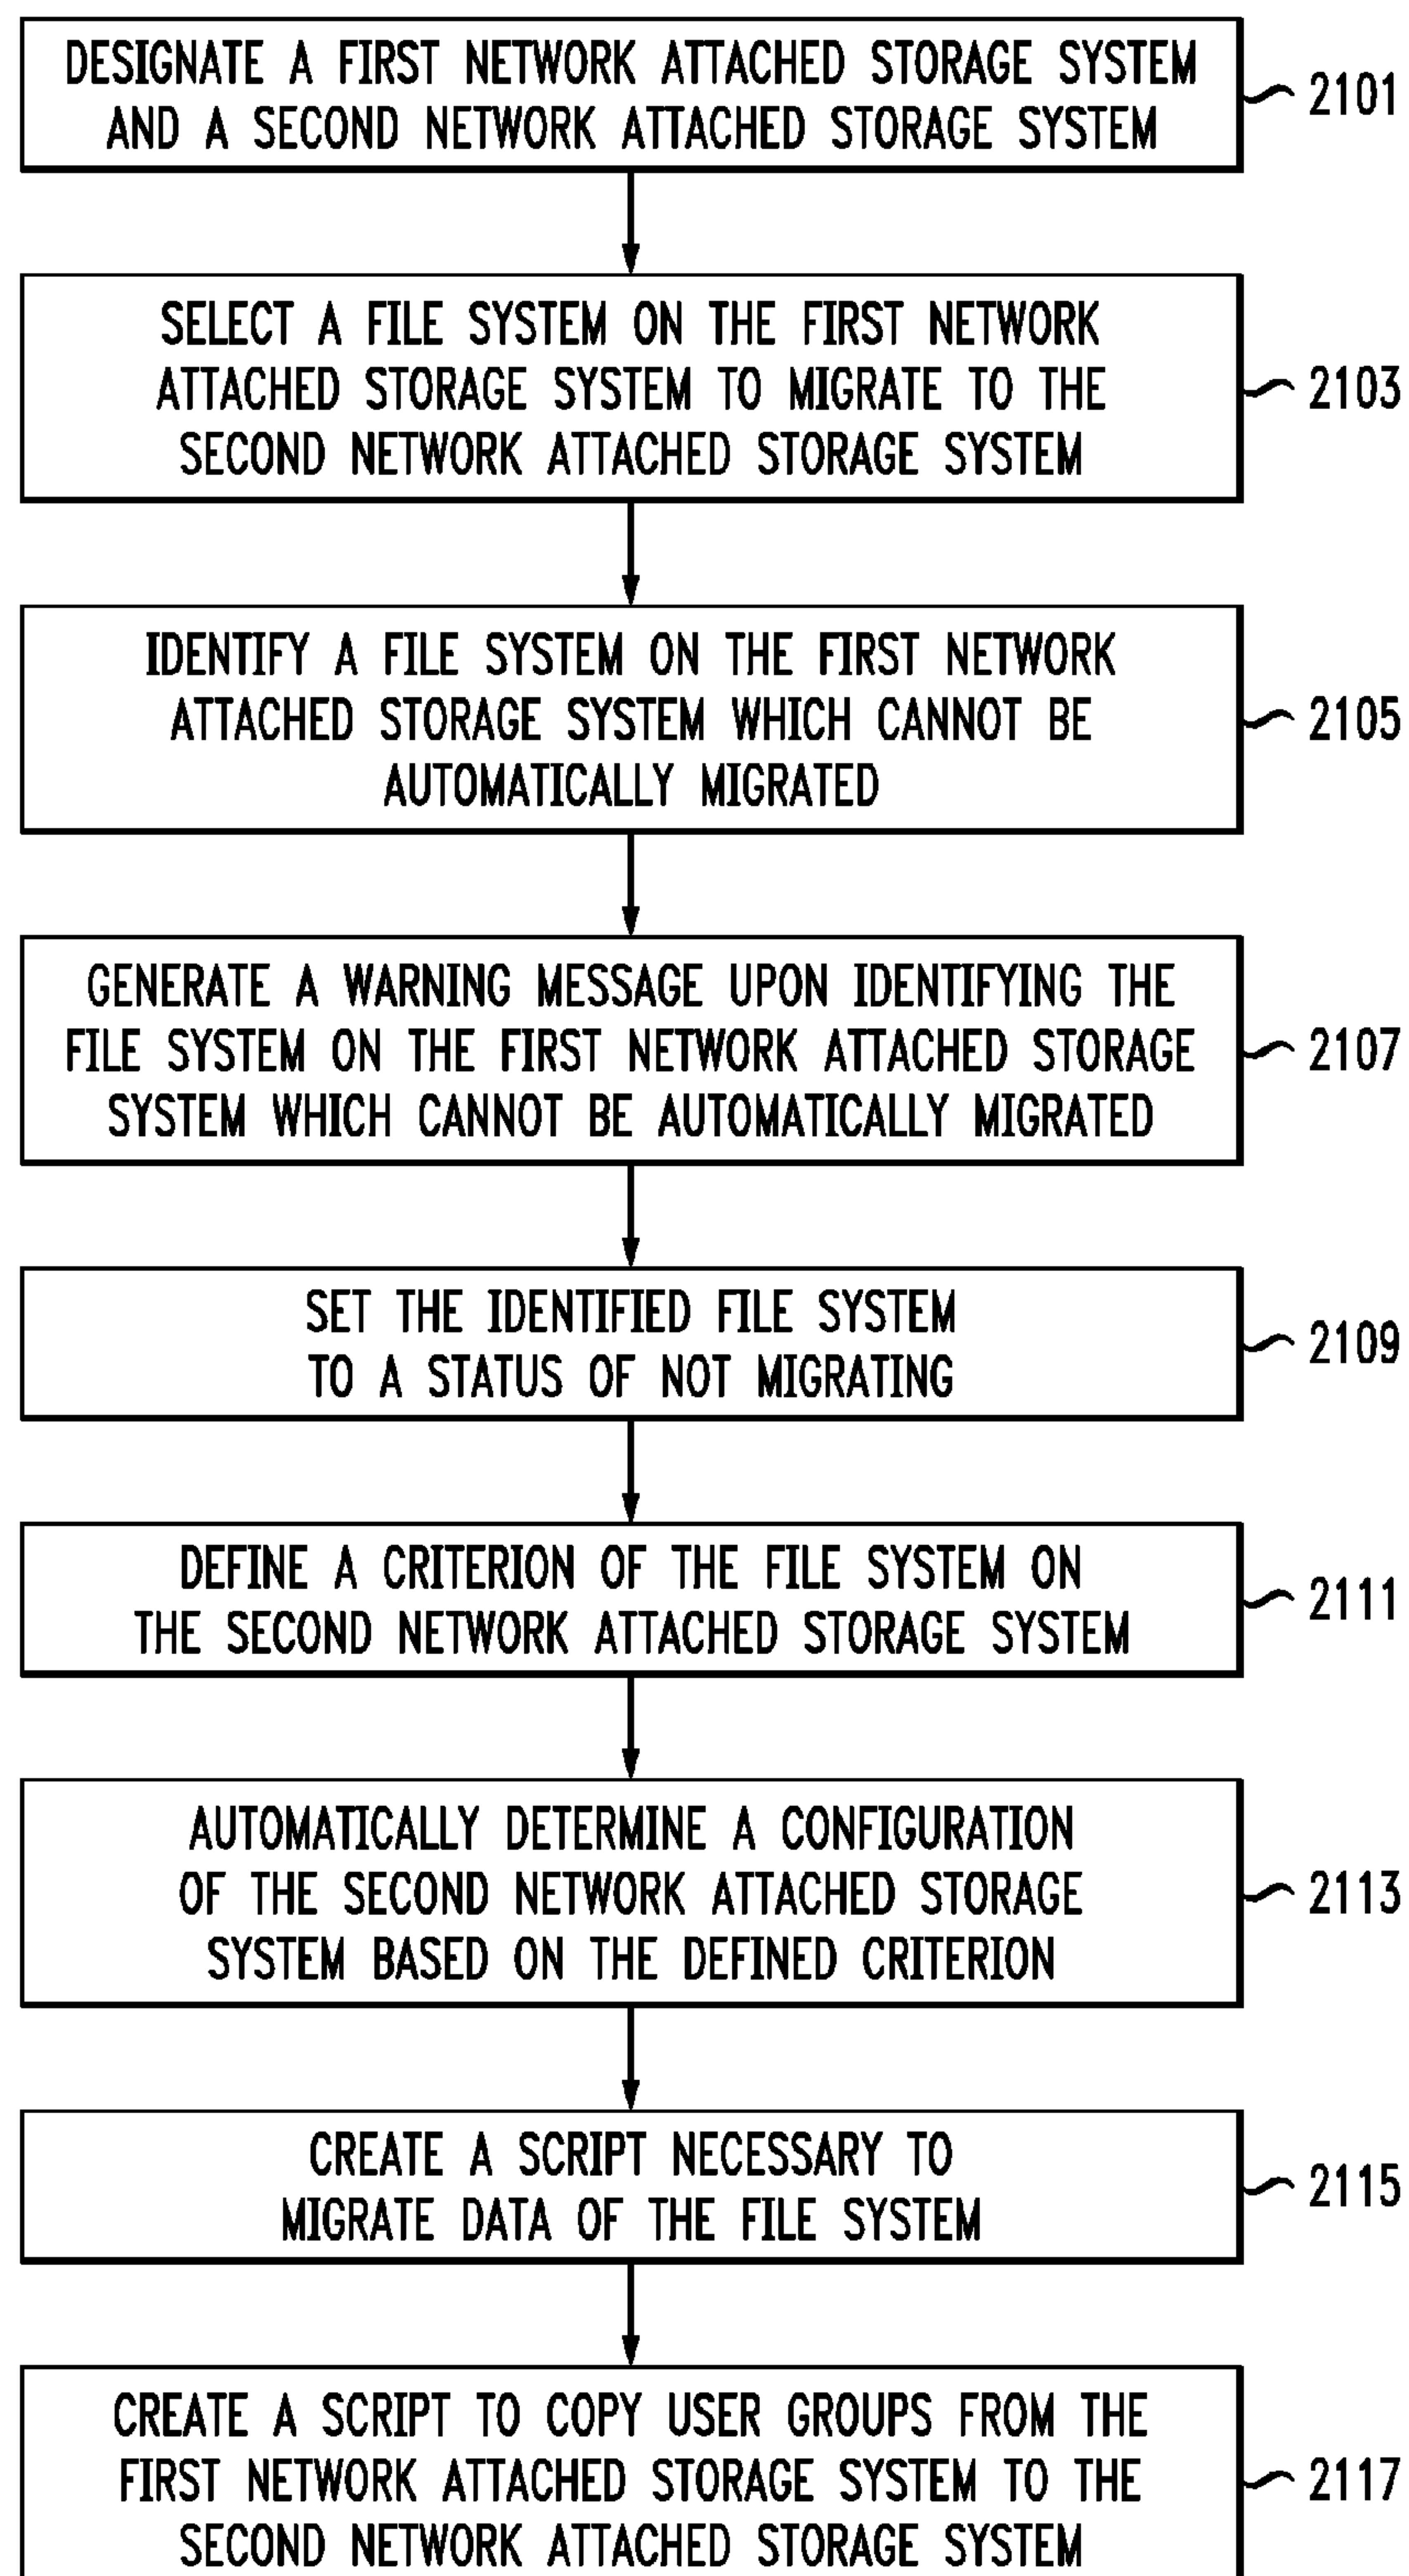 DESIGNATE A FIRST NETWORK ATTACHED STORAGE SYSTEM
AND A SECOND NETWORK ATTACHED STORAGE SYSTEM
2101
SELECT A FILE SYSTEM ON THE FIRST NETWORK
ATTACHED STORAGE SYSTEM TO MIGRATE TO THE
SECOND NETWORK ATTACHED STORAGE SYSTEM
2103
IDENTIFY A FILE SYSTEM ON THE FIRST NETWORK
ATTACHED STORAGE SYSTEM WHICH CANNOT BE
AUTOMATICALLY MIGRATED
2105
GENERATE A WARNING MESSAGE UPON IDENTIFYING THE
FILE SYSTEM ON THE FIRST NETWORK ATTACHED STORAGE
SYSTEM WHICH CANNOT BE AUTOMATICALLY MIGRATED
2107
SET THE IDENTIFIED FILE SYSTEM
TO A STATUS OF NOT MIGRATING
2109
DEFINE A CRITERION OF THE FILE SYSTEM ON
THE SECOND NETWORK ATTACHED STORAGE SYSTEM
2111
AUTOMATICALLY DETERMINE A CONFIGURATION
OF THE SECOND NETWORK ATTACHED STORAGE
SYSTEM BASED ON THE DEFINED CRITERION
2113
CREATE A SCRIPT NECESSARY TO
MIGRATE DATA OF THE FILE SYSTEM
2115
CREATE A SCRIPT TO COPY USER GROUPS FROM THE
FIRST NETWORK ATTACHED STORAGE SYSTEM TO THE
SECOND NETWORK ATTACHED STORAGE SYSTEM
2117